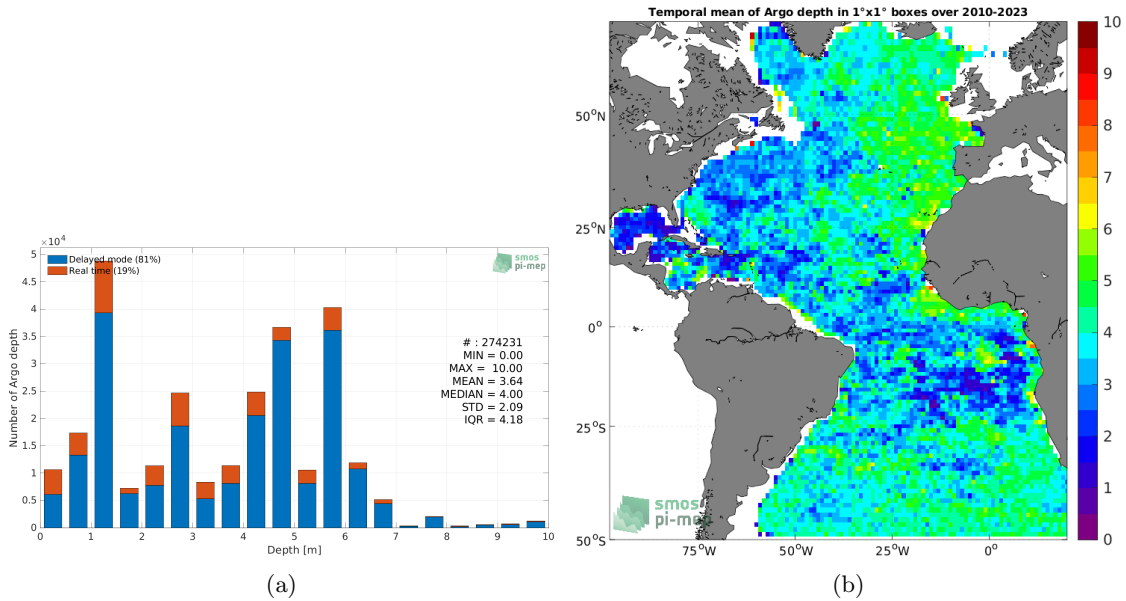 ×10⁴
5
4.5
4
3.5
3
2.5
2
1.5
1
0.5
0
Number of Argo depth
Delayed mode (81%)
Real time (19%)
smos
pi-mep
# : 274231
MIN = 0.00
MAX = 10.00
MEAN = 3.64
MEDIAN = 4.00
STD = 2.09
IQR = 4.18
0 1 2 3 4 5 6 7 8 9 10
Depth [m]
(a)
Temporal mean of Argo depth in 1°x1° boxes over 2010-2023
50°N
25°N
0°
25°S
50°S
75°W 50°W 25°W 0°
smos
pi-mep
10
9
8
7
6
5
4
3
2
1
0
(b)